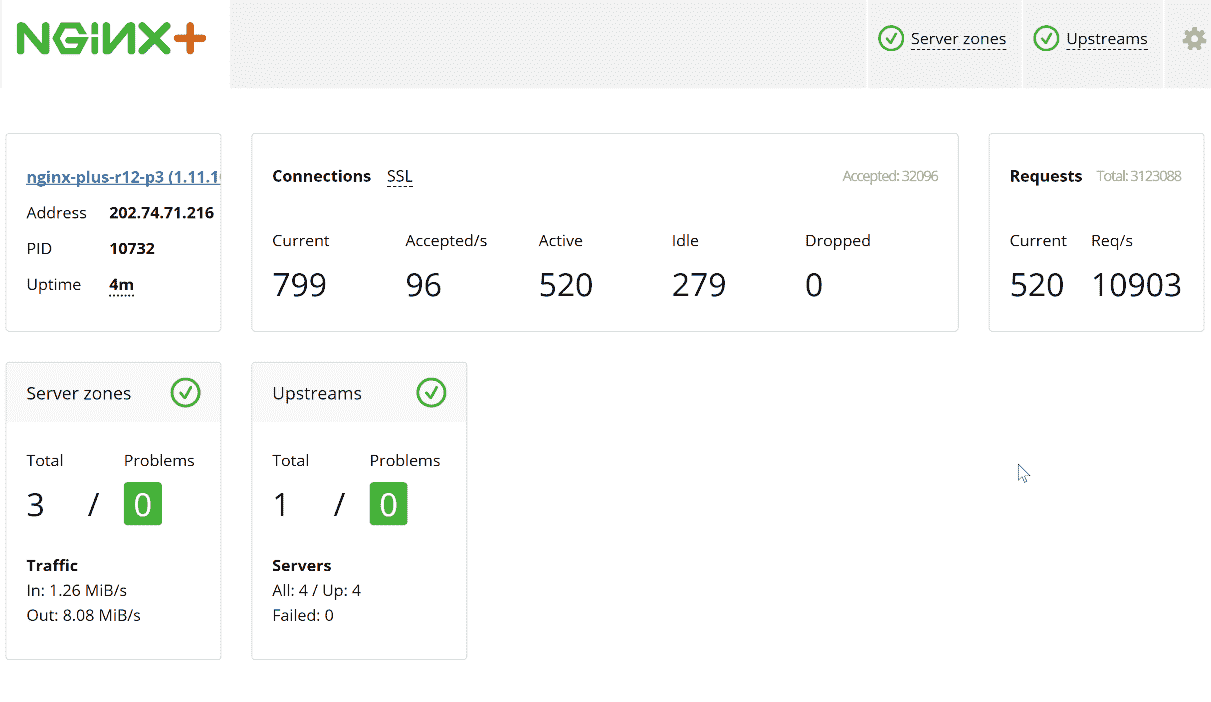 NGINX+
Server zones
Upstreams
nginx-plus-r12-p3 (1.11.1
Address 202.74.71.216
PID 10732
Uptime 4m
Connections SSL Accepted: 32096
Current Accepted/s Active Idle Dropped
799 96 520 279 0
Requests Total: 3123088
Current Req/s
520 10903
Server zones
Total Problems
3 / 0
Traffic
In: 1.26 MiB/s
Out: 8.08 MiB/s
Upstreams
Total Problems
1 / 0
Servers
All: 4 / Up: 4
Failed: 0